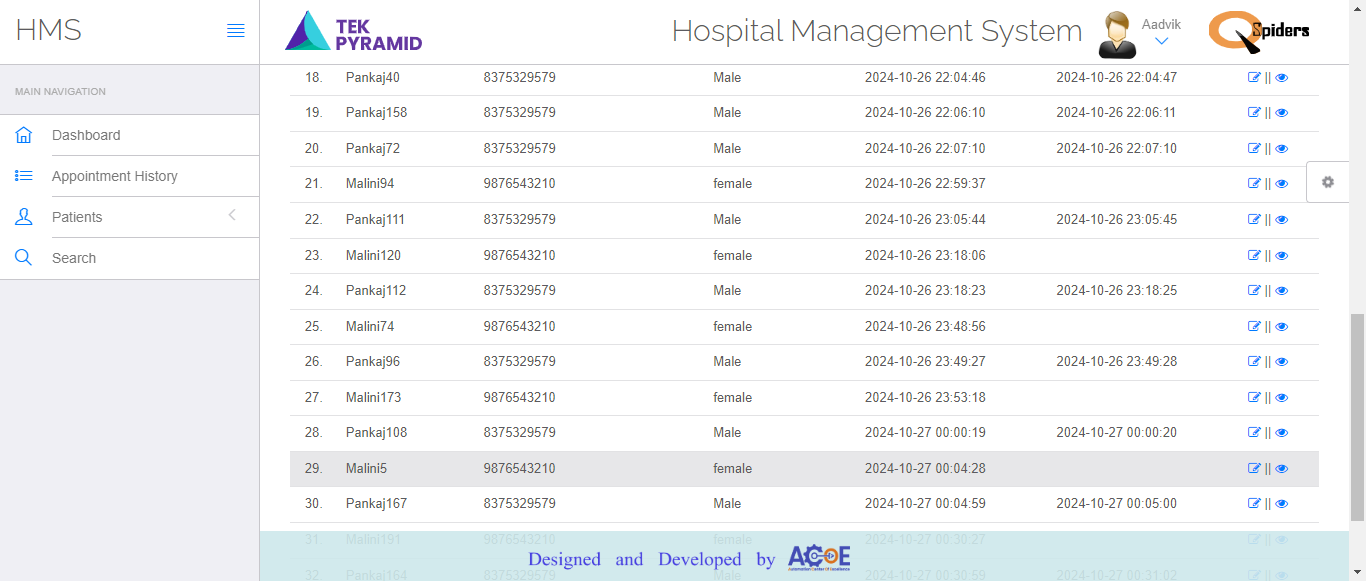 HMS
TEK
PYRAMID
Hospital Management System
Aadvik
Spiders
MAIN NAVIGATION
Dashboard
Appointment History
Patients
Search
18. Pankaj40 8375329579 Male 2024-10-26 22:04:46 2024-10-26 22:04:47 ||
19. Pankaj158 8375329579 Male 2024-10-26 22:06:10 2024-10-26 22:06:11 ||
20. Pankaj72 8375329579 Male 2024-10-26 22:07:10 2024-10-26 22:07:10 ||
21. Malini94 9876543210 female 2024-10-26 22:59:37 ||
22. Pankaj111 8375329579 Male 2024-10-26 23:05:44 2024-10-26 23:05:45 ||
23. Malini120 9876543210 female 2024-10-26 23:18:06 ||
24. Pankaj112 8375329579 Male 2024-10-26 23:18:23 2024-10-26 23:18:25 ||
25. Malini74 9876543210 female 2024-10-26 23:48:56 ||
26. Pankaj96 8375329579 Male 2024-10-26 23:49:27 2024-10-26 23:49:28 ||
27. Malini173 9876543210 female 2024-10-26 23:53:18 ||
28. Pankaj108 8375329579 Male 2024-10-27 00:00:19 2024-10-27 00:00:20 ||
29. Malini5 9876543210 female 2024-10-27 00:04:28 ||
30. Pankaj167 8375329579 Male 2024-10-27 00:04:59 2024-10-27 00:05:00 ||
31. Malini191 female 2024-10-27 00:30:27 ||
Designed and Developed by ACOE
Automation Center Of Excellence
32. Pankaj164 Male 2024-10-27 00:30:59 2024-10-27 00:31:02 ||